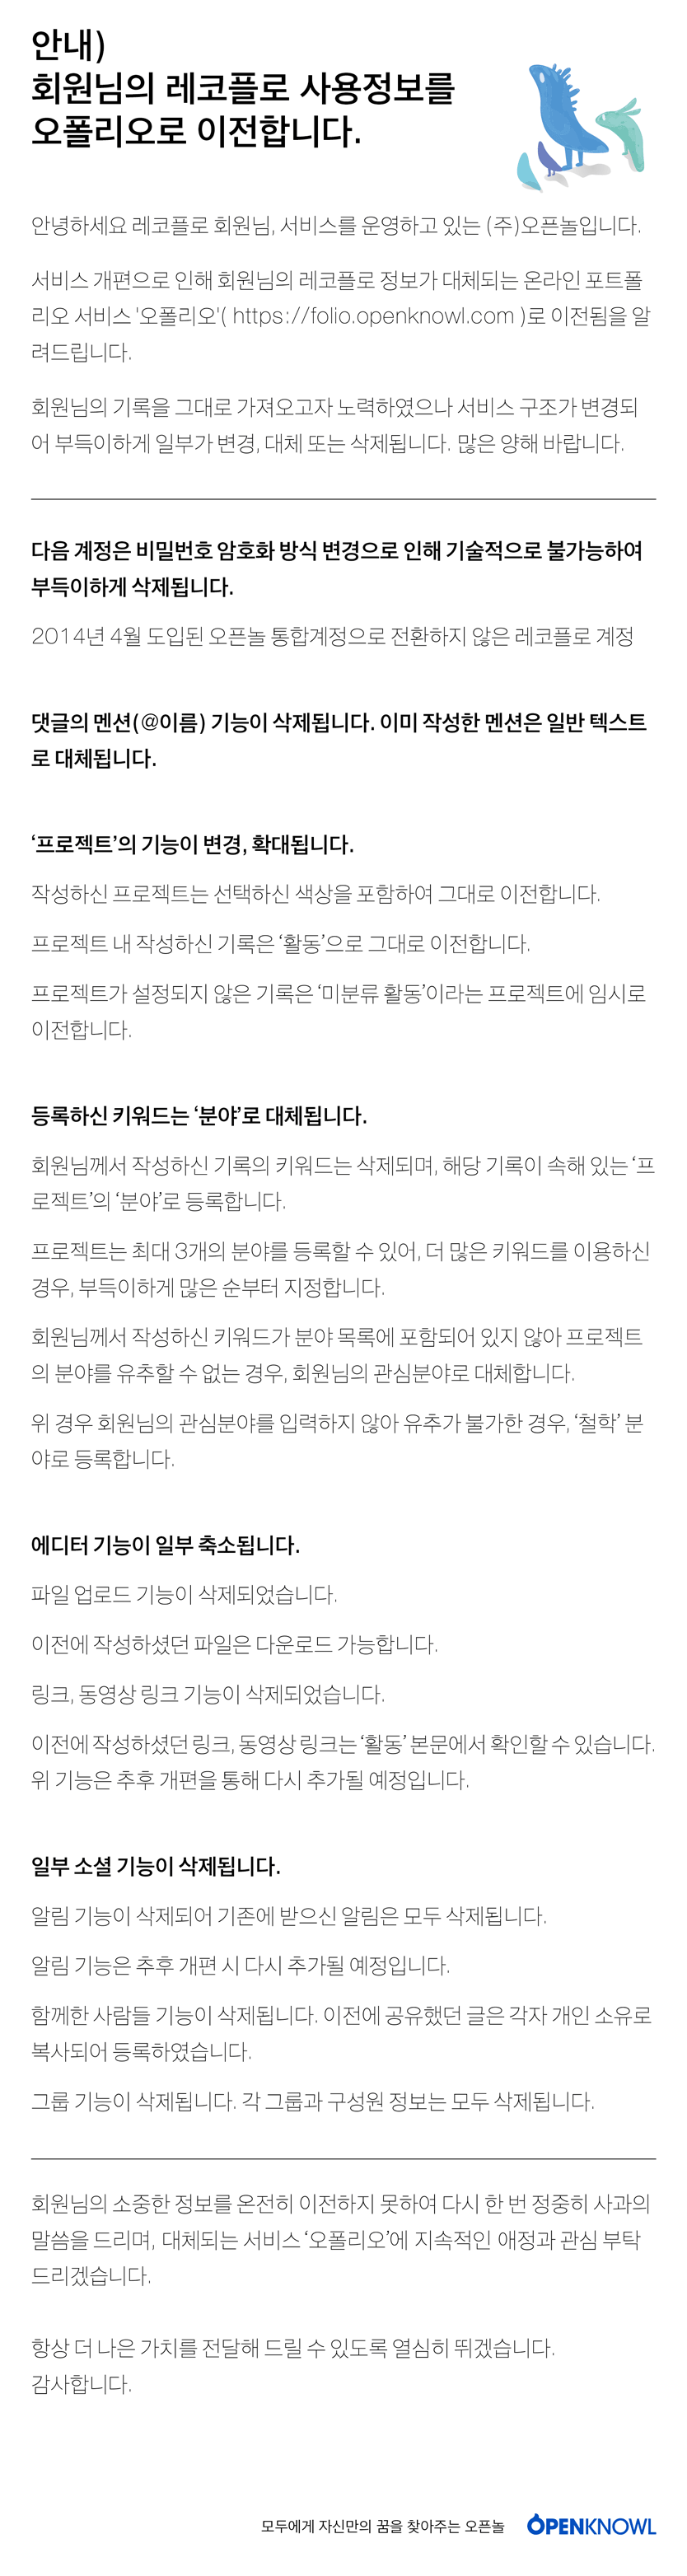 안내)
회원님의 레코플로 사용정보를
오폴리오로 이전합니다.
안녕하세요 레코플로 회원님, 서비스를 운영하고 있는 (주)오픈놀입니다.
서비스 개편으로 인해 회원님의 레코플로 정보가 대체되는 온라인 포트폴
리오 서비스 '오폴리오'( https://folio.openknowl.com )로 이전됨을 알
려드립니다.
회원님의 기록을 그대로 가져오고자 노력하였으나 서비스 구조가 변경되
어 부득이하게 일부가 변경, 대체 또는 삭제됩니다. 많은 양해 바랍니다.
다음 계정은 비밀번호 암호화 방식 변경으로 인해 기술적으로 불가능하여
부득이하게 삭제됩니다.
2014년 4월 도입된 오픈놀 통합계정으로 전환하지 않은 레코플로 계정
댓글의 멘션(@이름) 기능이 삭제됩니다. 이미 작성한 멘션은 일반 텍스트
로 대체됩니다.
‘프로젝트’의 기능이 변경, 확대됩니다.
작성하신 프로젝트는 선택하신 색상을 포함하여 그대로 이전합니다.
프로젝트 내 작성하신 기록은 ‘활동’으로 그대로 이전합니다.
프로젝트가 설정되지 않은 기록은 ‘미분류 활동’이라는 프로젝트에 임시로
이전합니다.
등록하신 키워드는 ‘분야’로 대체됩니다.
회원님께서 작성하신 기록의 키워드는 삭제되며, 해당 기록이 속해 있는 ‘프
로젝트’의 ‘분야’로 등록합니다.
프로젝트는 최대 3개의 분야를 등록할 수 있어, 더 많은 키워드를 이용하신
경우, 부득이하게 많은 순부터 지정합니다.
회원님께서 작성하신 키워드가 분야 목록에 포함되어 있지 않아 프로젝트
의 분야를 유추할 수 없는 경우, 회원님의 관심분야로 대체합니다.
위 경우 회원님의 관심분야를 입력하지 않아 유추가 불가한 경우, ‘철학’ 분
야로 등록합니다.
에디터 기능이 일부 축소됩니다.
파일 업로드 기능이 삭제되었습니다.
이전에 작성하셨던 파일은 다운로드 가능합니다.
링크, 동영상 링크 기능이 삭제되었습니다.
이전에 작성하셨던 링크, 동영상 링크는 ‘활동’ 본문에서 확인할 수 있습니다.
위 기능은 추후 개편을 통해 다시 추가될 예정입니다.
일부 소셜 기능이 삭제됩니다.
알림 기능이 삭제되어 기존에 받으신 알림은 모두 삭제됩니다.
알림 기능은 추후 개편 시 다시 추가될 예정입니다.
함께한 사람들 기능이 삭제됩니다. 이전에 공유했던 글은 각자 개인 소유로
복사되어 등록하였습니다.
그룹 기능이 삭제됩니다. 각 그룹과 구성원 정보는 모두 삭제됩니다.
회원님의 소중한 정보를 온전히 이전하지 못하여 다시 한 번 정중히 사과의
말씀을 드리며, 대체되는 서비스 ‘오폴리오’에 지속적인 애정과 관심 부탁
드리겠습니다.
항상 더 나은 가치를 전달해 드릴 수 있도록 열심히 뛰겠습니다.
감사합니다.
모두에게 자신만의 꿈을 찾아주는 오픈놀 OPENKNOWL